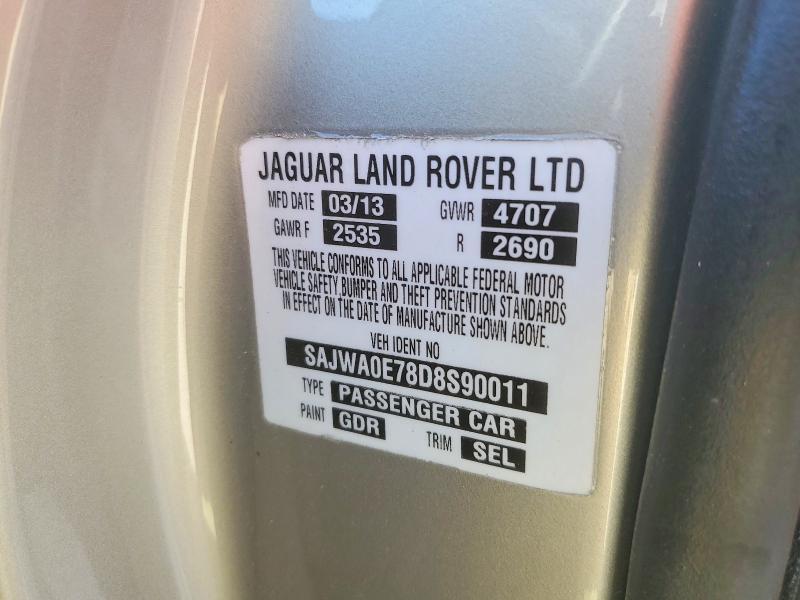 JAGUAR LAND ROVER LTD
MFD DATE 03/13 GVWR 4707
GAWR F 2535 R 2690
THIS VEHICLE CONFORMS TO ALL APPLICABLE FEDERAL MOTOR
VEHICLE SAFETY, BUMPER AND THEFT PREVENTION STANDARDS
IN EFFECT ON THE DATE OF MANUFACTURE SHOWN ABOVE.
VEH IDENT NO
SAJWA0E78D8S90011
TYPE PASSENGER CAR
PAINT GDR TRIM SEL